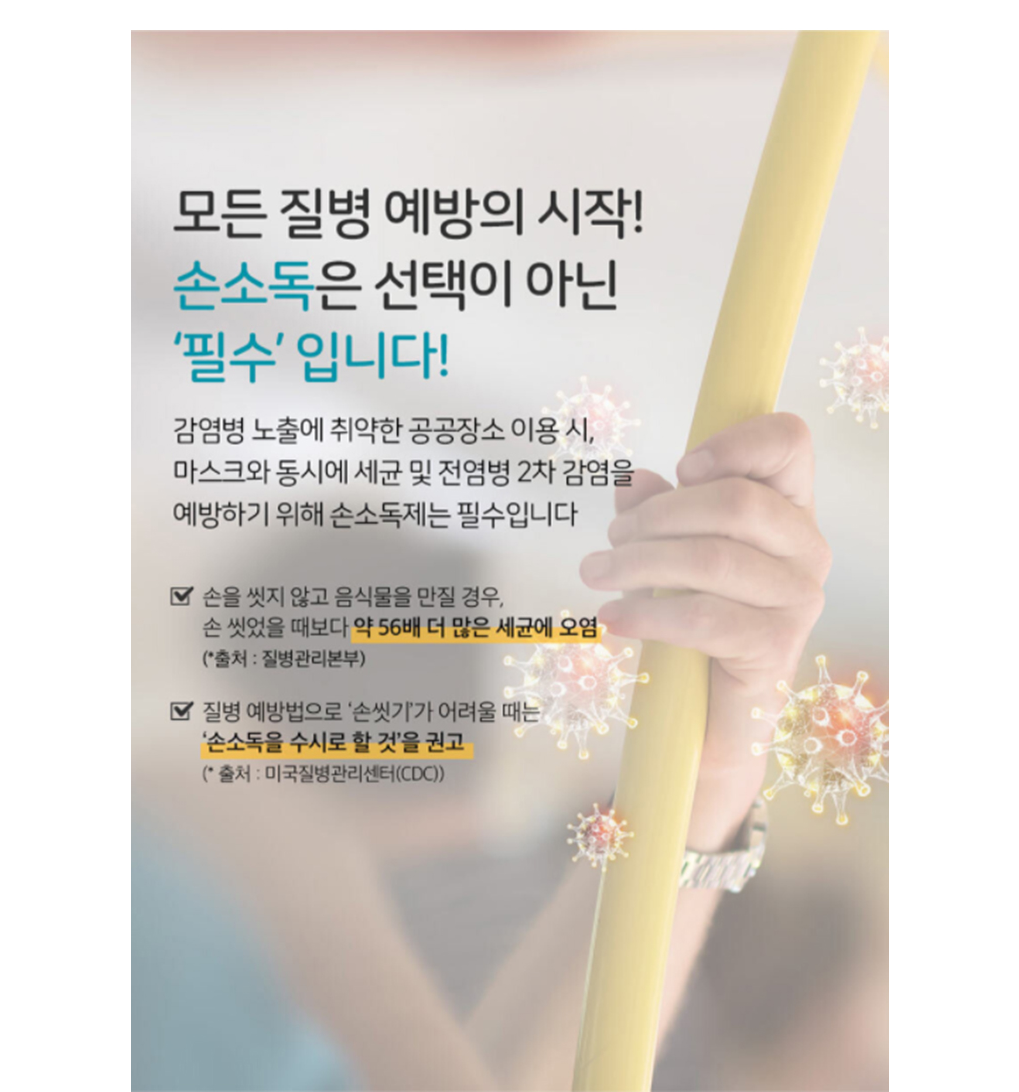 모든 질병 예방의 시작!
손소독은 선택이 아닌
‘필수’ 입니다!
감염병 노출에 취약한 공공장소 이용 시,
마스크와 동시에 세균 및 전염병 2차 감염을
예방하기 위해 손소독제는 필수입니다
손을 씻지 않고 음식물을 만질 경우,
손 씻었을 때보다 약 56배 더 많은 세균에 오염
(*출처 : 질병관리본부)
질병 예방법으로 ‘손씻기’가 어려울 때는
‘손소독을 수시로 할 것’을 권고
(* 출처 : 미국질병관리센터(CDC))